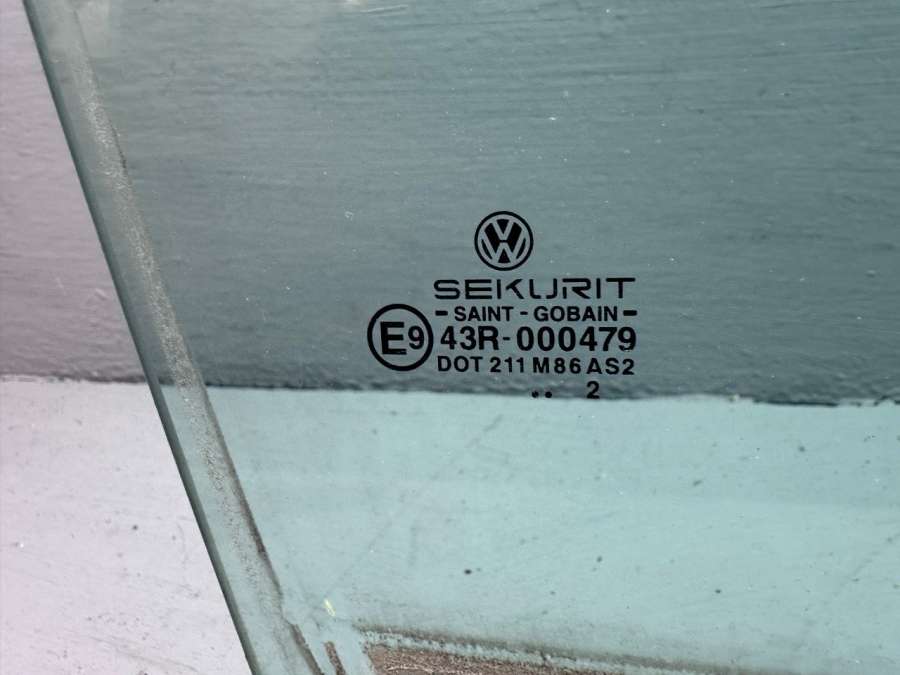 SEKURIT
- SAINT - GOBAIN -
E9 43R-000479
DOT 211 M86 AS2
.. 2